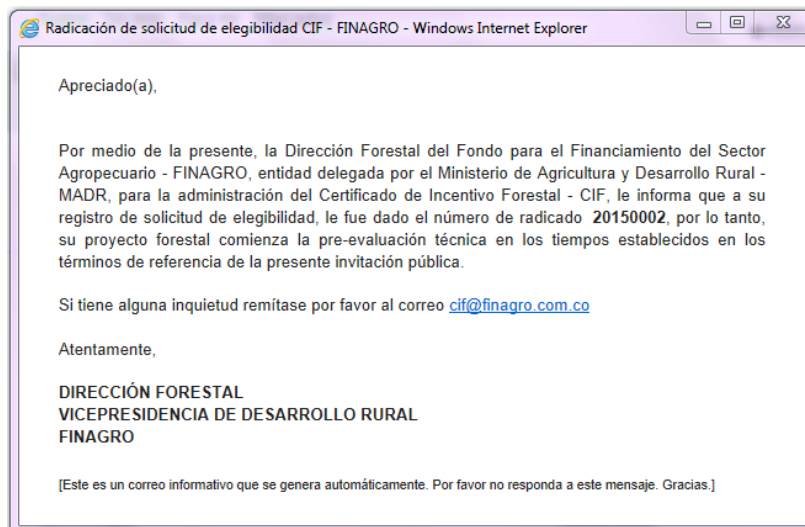 Radicación de solicitud de elegibilidad CIF - FINAGRO - Windows Internet Explorer
Apreciado(a),
Por medio de la presente, la Dirección Forestal del Fondo para el Financiamiento del Sector
Agropecuario - FINAGRO, entidad delegada por el Ministerio de Agricultura y Desarrollo Rural -
MADR, para la administración del Certificado de Incentivo Forestal - CIF, le informa que a su
registro de solicitud de elegibilidad, le fue dado el número de radicado 20150002, por lo tanto,
su proyecto forestal comienza la pre-evaluación técnica en los tiempos establecidos en los
términos de referencia de la presente invitación pública.
Si tiene alguna inquietud remítase por favor al correo cif@finagro.com.co
Atentamente,
DIRECCIÓN FORESTAL
VICEPRESIDENCIA DE DESARROLLO RURAL
FINAGRO
[Este es un correo informativo que se genera automáticamente. Por favor no responda a este mensaje. Gracias.]